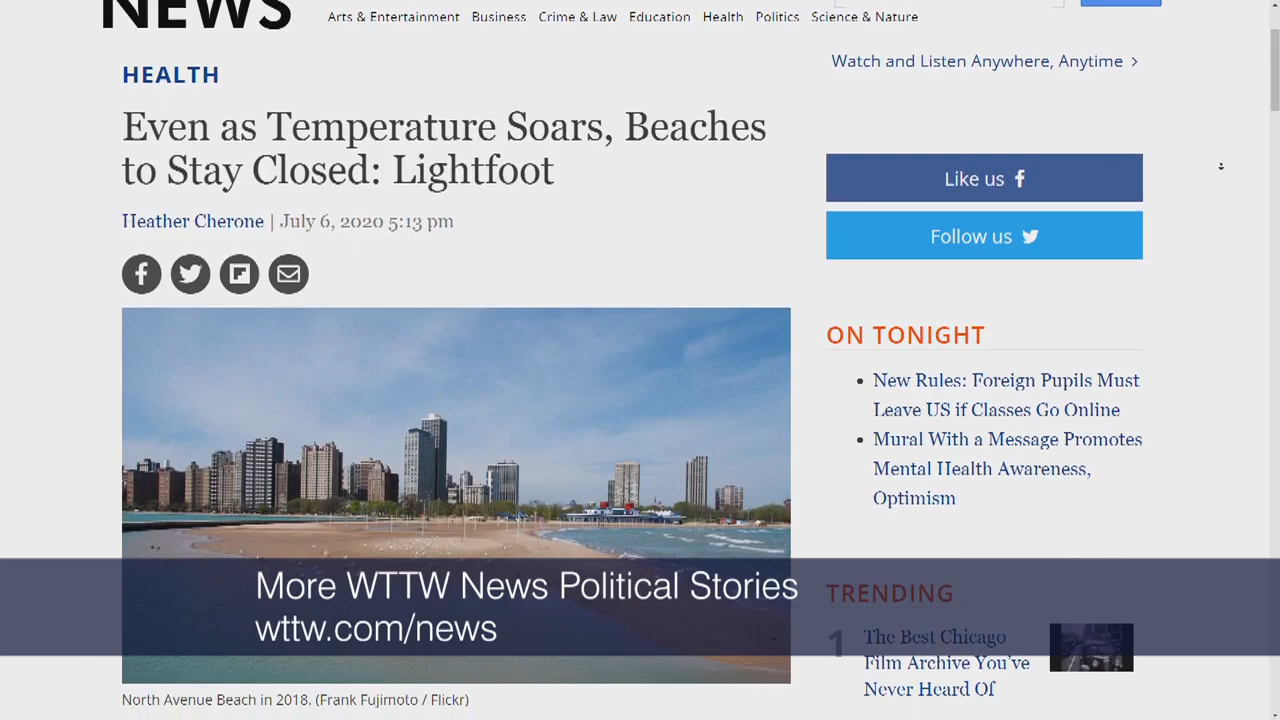 NEWS
Arts & Entertainment Business Crime & Law Education Health Politics Science & Nature
Watch and Listen Anywhere, Anytime >
HEALTH
Even as Temperature Soars, Beaches
to Stay Closed: Lightfoot
Heather Cherone | July 6, 2020 5:13 pm
Like us
Follow us
ON TONIGHT
New Rules: Foreign Pupils Must
Leave US if Classes Go Online
Mural With a Message Promotes
Mental Health Awareness,
Optimism
More WTTW News Political Stories
wttw.com/news
TRENDING
1
The Best Chicago
Film Archive You’ve
Never Heard Of
North Avenue Beach in 2018. (Frank Fujimoto / Flickr)